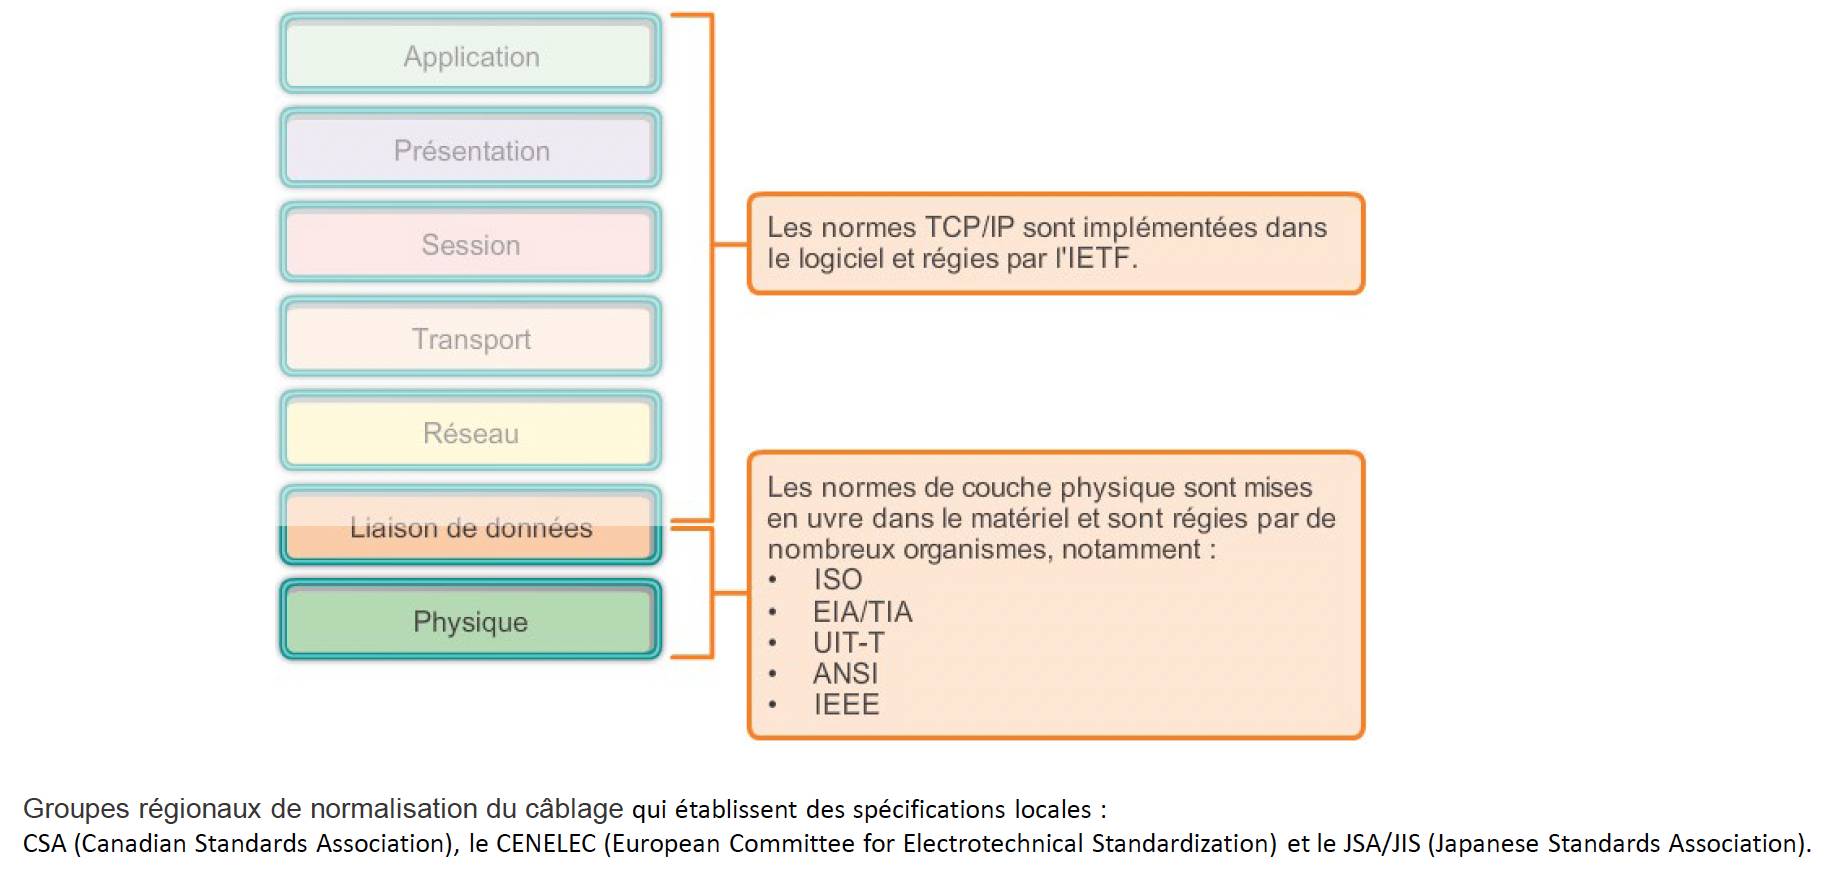 Application
Présentation
Session
Transport
Réseau
Liaison de données
Physique
Les normes TCP/IP sont implémentées dans
le logiciel et régies par l'IETF.
Les normes de couche physique sont mises
en uvre dans le matériel et sont régies par de
nombreux organismes, notamment :
• ISO
• EIA/TIA
• UIT-T
• ANSI
• IEEE
Groupes régionaux de normalisation du câblage qui établissent des spécifications locales :
CSA (Canadian Standards Association), le CENELEC (European Committee for Electrotechnical Standardization) et le JSA/JIS (Japanese Standards Association).